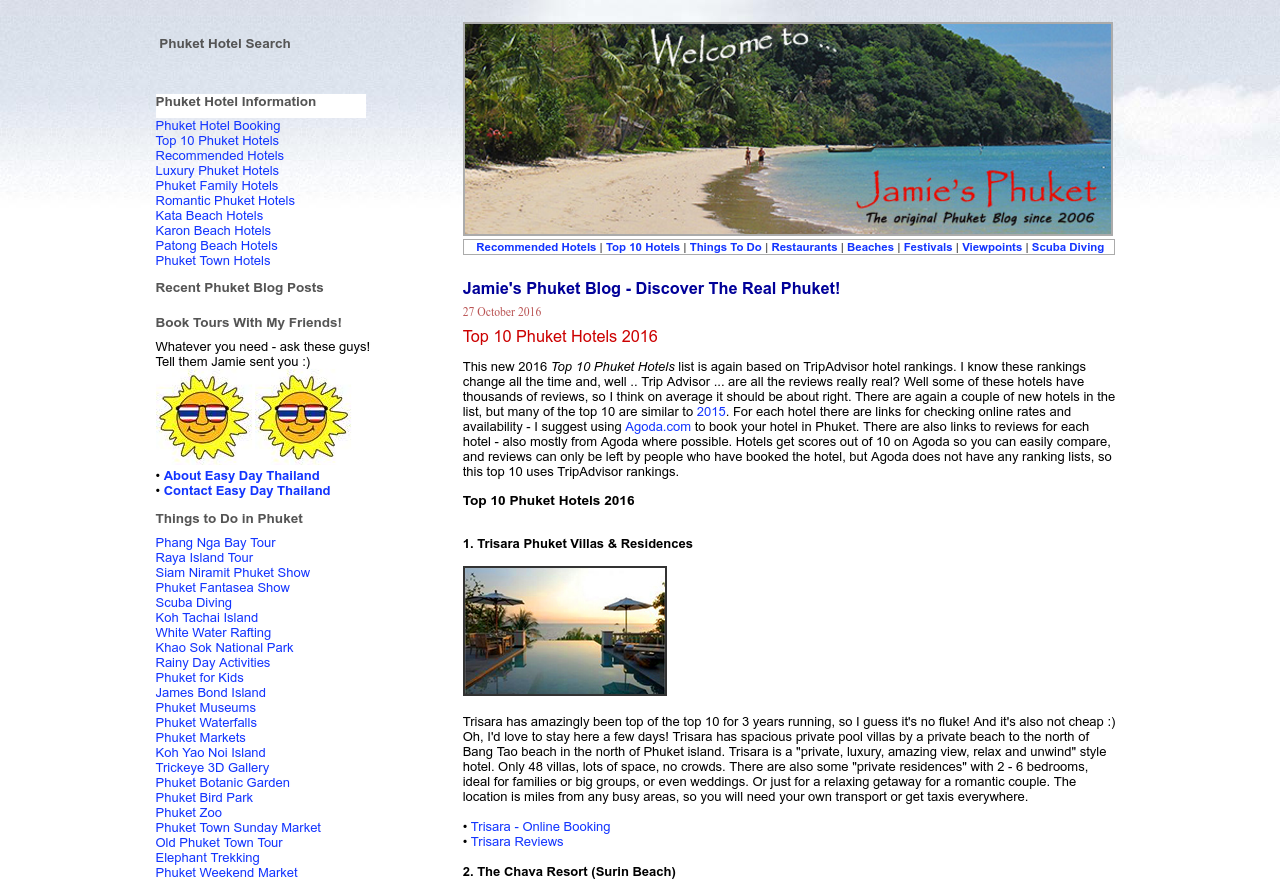 Phuket Hotel Search
Phuket Hotel Information
Phuket Hotel Booking
Top 10 Phuket Hotels
Recommended Hotels
Luxury Phuket Hotels
Phuket Family Hotels
Romantic Phuket Hotels
Kata Beach Hotels
Karon Beach Hotels
Patong Beach Hotels
Phuket Town Hotels
Recent Phuket Blog Posts
Book Tours With My Friends!
Whatever you need - ask these guys!
Tell them Jamie sent you :)
• About Easy Day Thailand
• Contact Easy Day Thailand
Things to Do in Phuket
Phang Nga Bay Tour
Raya Island Tour
Siam Niramit Phuket Show
Phuket Fantasea Show
Scuba Diving
Koh Tachai Island
White Water Rafting
Khao Sok National Park
Rainy Day Activities
Phuket for Kids
James Bond Island
Phuket Museums
Phuket Waterfalls
Phuket Markets
Koh Yao Noi Island
Trickeye 3D Gallery
Phuket Botanic Garden
Phuket Bird Park
Phuket Zoo
Phuket Town Sunday Market
Old Phuket Town Tour
Elephant Trekking
Phuket Weekend Market
Welcome to ...
Jamie's Phuket
The original Phuket Blog since 2006
Recommended Hotels | Top 10 Hotels | Things To Do | Restaurants | Beaches | Festivals | Viewpoints | Scuba Diving
Jamie's Phuket Blog - Discover The Real Phuket!
27 October 2016
Top 10 Phuket Hotels 2016
This new 2016 Top 10 Phuket Hotels list is again based on TripAdvisor hotel rankings. I know these rankings
change all the time and, well .. Trip Advisor ... are all the reviews really real? Well some of these hotels have
thousands of reviews, so I think on average it should be about right. There are again a couple of new hotels in the
list, but many of the top 10 are similar to 2015. For each hotel there are links for checking online rates and
availability - I suggest using Agoda.com to book your hotel in Phuket. There are also links to reviews for each
hotel - also mostly from Agoda where possible. Hotels get scores out of 10 on Agoda so you can easily compare,
and reviews can only be left by people who have booked the hotel, but Agoda does not have any ranking lists, so
this top 10 uses TripAdvisor rankings.
Top 10 Phuket Hotels 2016
1. Trisara Phuket Villas & Residences
Trisara has amazingly been top of the top 10 for 3 years running, so I guess it's no fluke! And it's also not cheap :)
Oh, I'd love to stay here a few days! Trisara has spacious private pool villas by a private beach to the north of
Bang Tao beach in the north of Phuket island. Trisara is a "private, luxury, amazing view, relax and unwind" style
hotel. Only 48 villas, lots of space, no crowds. There are also some "private residences" with 2 - 6 bedrooms,
ideal for families or big groups, or even weddings. Or just for a relaxing getaway for a romantic couple. The
location is miles from any busy areas, so you will need your own transport or get taxis everywhere.
• Trisara - Online Booking
• Trisara Reviews
2. The Chava Resort (Surin Beach)